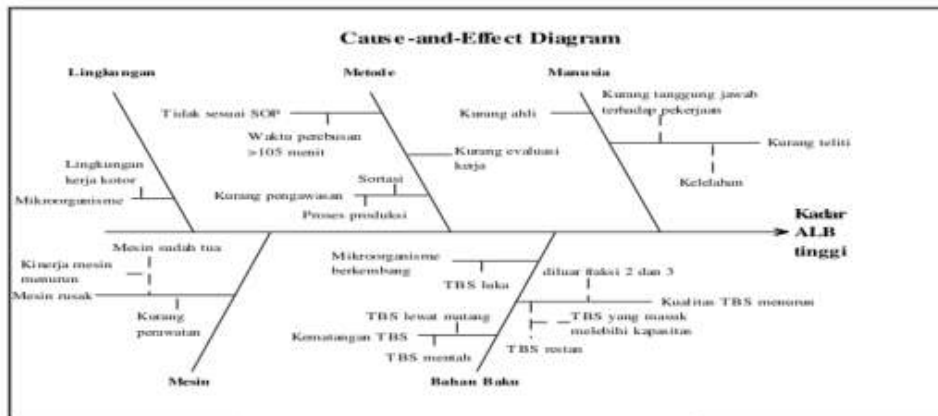 Cause-and-Effect Diagram
Lingkungan
Metode
Manusia
Tidak sesuai SOP
Waktu perebusan
>105 menit
Kurang evaluasi
kerja
Kurang ahli
Kurang tanggung jawab
terhadap pekerjaan
Kurang teliti
Kelelahan
Lingkungan
kerja kotor
Mikroorganisme
Sortasi
Kurang pengawasan
Proses produksi
Kadar
ALB
tinggi
Mesin sudah tua
Kinerja mesin
menurun
Mesin rusak
Kurang
perawatan
Mikroorganisme
berkembang
TBS luka
diluar fraksi 2 dan 3
Kualitas TBS menurun
TBS yang masuk
melebihi kapasitas
TBS restan
TBS lewat matang
Kematangan TBS
TBS mentah
Mesin
Bahan Baku